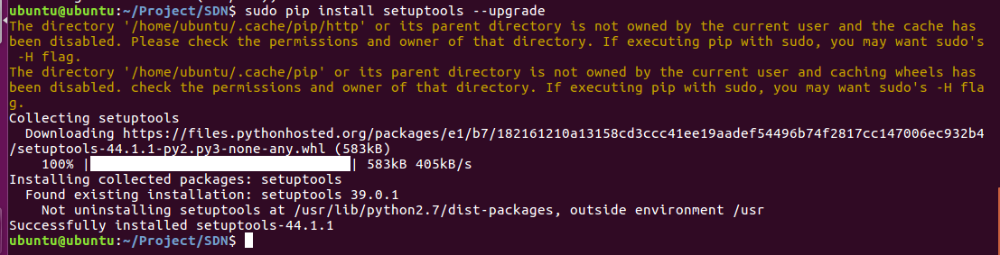 ubuntu@ubuntu:~/Project/SDN$ sudo pip install setuptools --upgrade
The directory '/home/ubuntu/.cache/pip/http' or its parent directory is not owned by the current user and the cache has
been disabled. Please check the permissions and owner of that directory. If executing pip with sudo, you may want sudo's
 -H flag.
The directory '/home/ubuntu/.cache/pip' or its parent directory is not owned by the current user and caching wheels has
been disabled. check the permissions and owner of that directory. If executing pip with sudo, you may want sudo's -H fla
g.
Collecting setuptools
  Downloading https://files.pythonhosted.org/packages/e1/b7/182161210a13158cd3ccc41ee19aadef54496b74f2817cc147006ec932b4
/setuptools-44.1.1-py2.py3-none-any.whl (583kB)
    100% |████████████████████████████████| 583kB 405kB/s
Installing collected packages: setuptools
  Found existing installation: setuptools 39.0.1
    Not uninstalling setuptools at /usr/lib/python2.7/dist-packages, outside environment /usr
Successfully installed setuptools-44.1.1
ubuntu@ubuntu:~/Project/SDN$